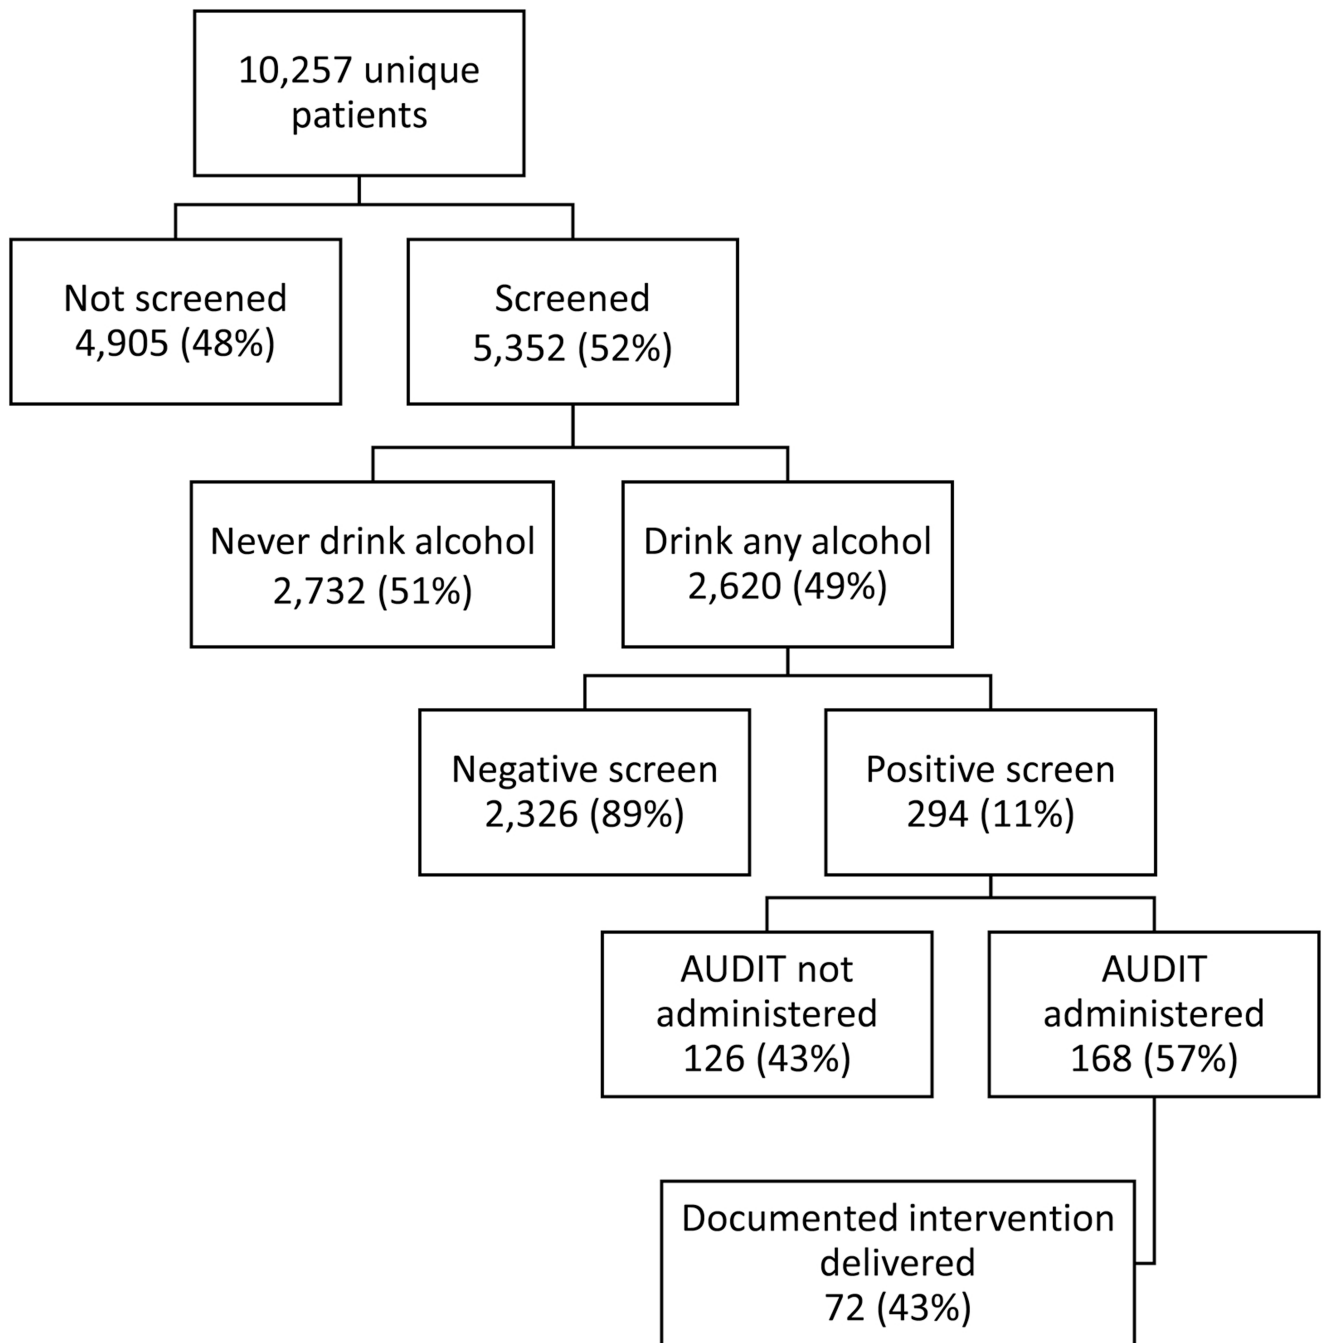 10,257 unique
patients
Not screened
4,905 (48%)
Screened
5,352 (52%)
Never drink alcohol
2,732 (51%)
Drink any alcohol
2,620 (49%)
Negative screen
2,326 (89%)
Positive screen
294 (11%)
AUDIT not
administered
126 (43%)
AUDIT
administered
168 (57%)
Documented intervention
delivered
72 (43%)